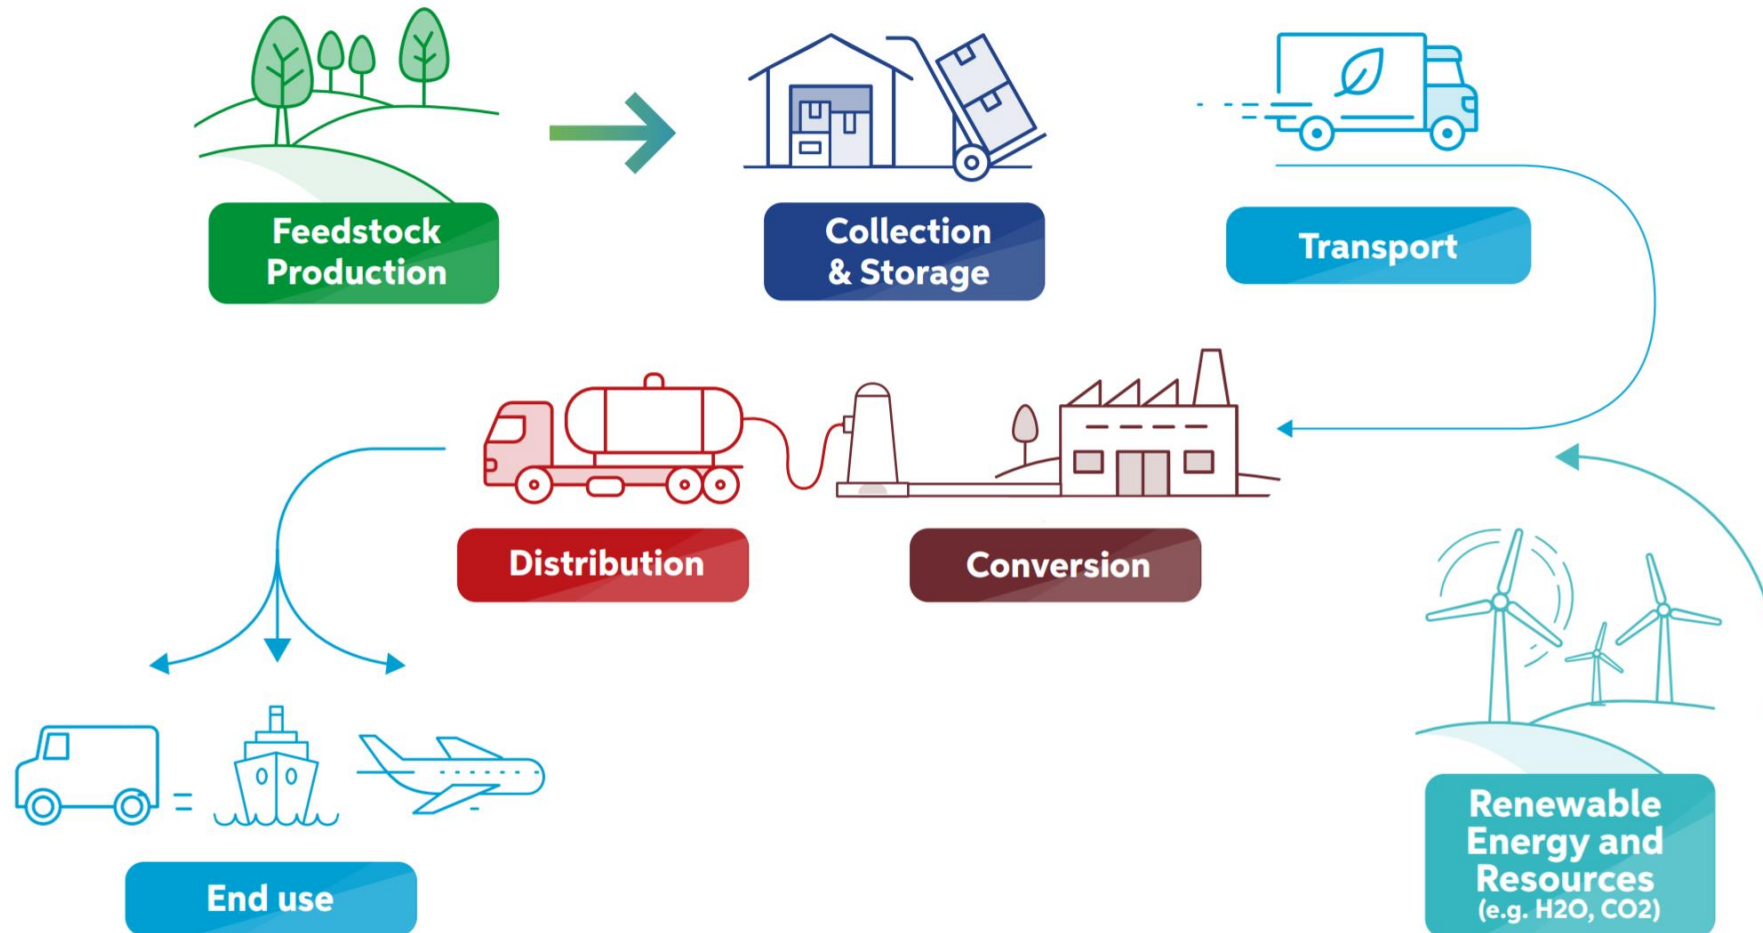 Feedstock
Production
Collection
& Storage
Transport
Distribution
Conversion
End use
Renewable
Energy and
Resources
(e.g. H2O, CO2)